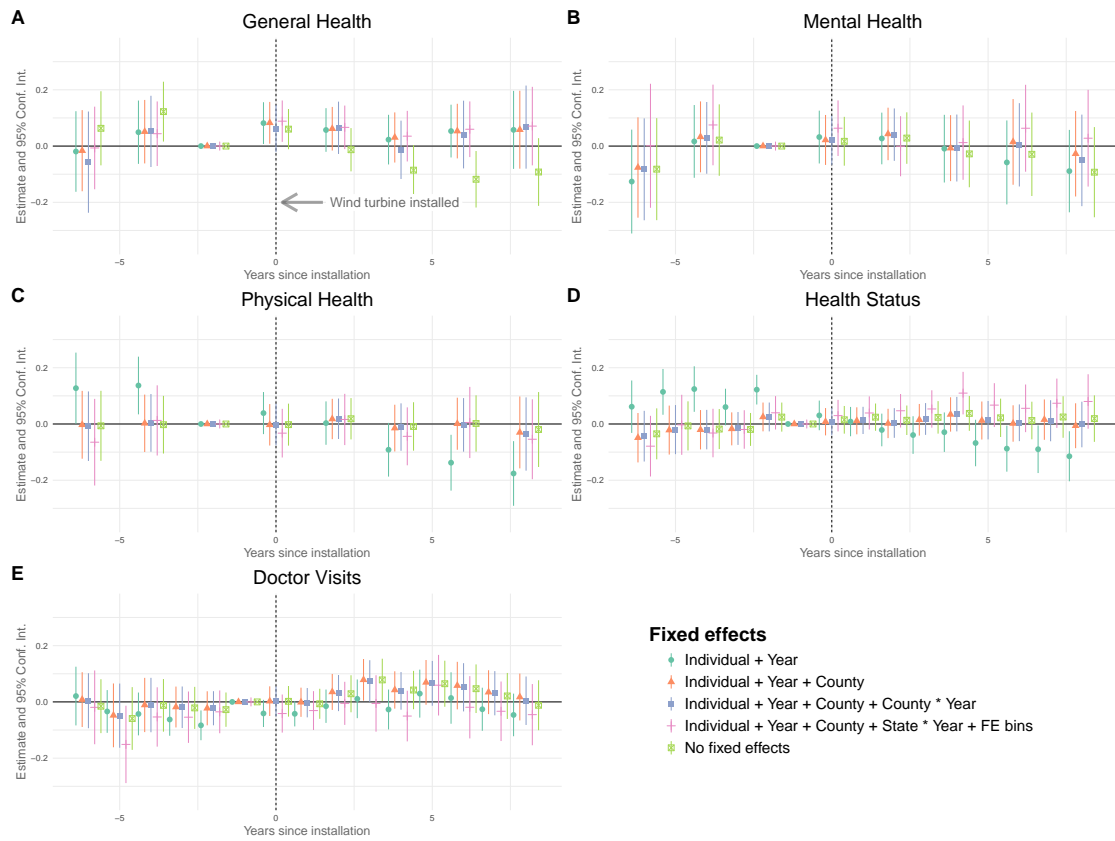 A
General Health
Estimate and 95% Conf. Int.
0.2
0.0
−0.2
Wind turbine installed
−5
0
5
Years since installation
B
Mental Health
Estimate and 95% Conf. Int.
0.2
0.0
−0.2
−5
0
5
Years since installation
C
Physical Health
Estimate and 95% Conf. Int.
0.2
0.0
−0.2
−5
0
5
Years since installation
D
Health Status
Estimate and 95% Conf. Int.
0.2
0.0
−0.2
−5
0
5
Years since installation
E
Doctor Visits
Estimate and 95% Conf. Int.
0.2
0.0
−0.2
−5
0
5
Years since installation
Fixed effects
Individual + Year
Individual + Year + County
Individual + Year + County + County * Year
Individual + Year + County + State * Year + FE bins
No fixed effects